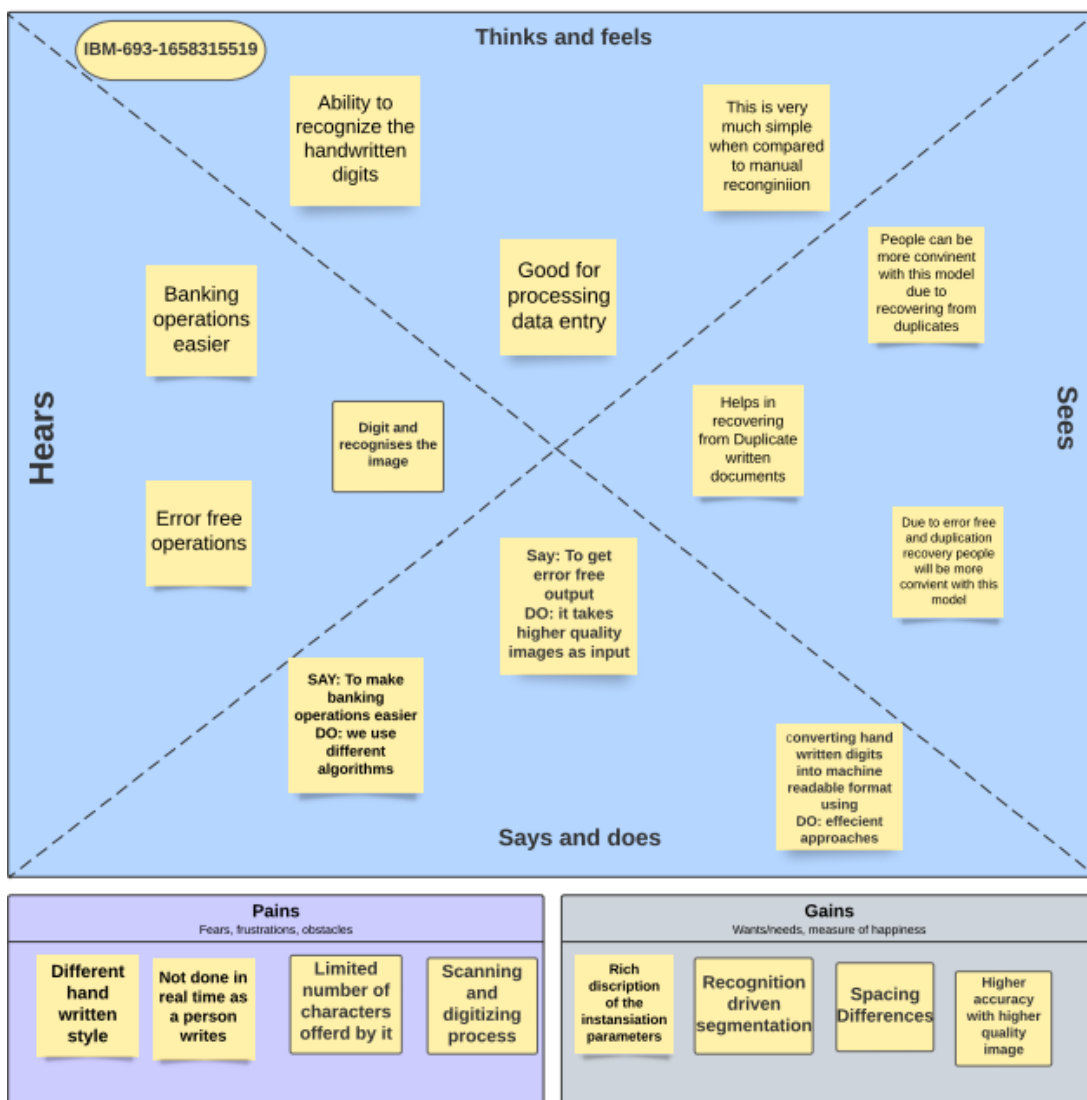 IBM-693-1658315519
Thinks and feels
Ability to
recognize the
handwritten
digits
This is very
much simple
when compared
to manual
reconginiion
Good for
processing
data entry
Hears
Banking
operations
easier
Digit and
recognises the
image
Error free
operations
Sees
People can be
more convinent
with this model
due to
recovering from
duplicates
Helps in
recovering
from Duplicate
written
documents
Due to error free
and duplication
recovery people
will be more
convient with this
model
Say: To get
error free
output
DO: it takes
higher quality
images as input
SAY: To make
banking
operations easier
DO: we use
different
algorithms
converting hand
written digits
into machine
readable format
using
DO: effecient
approaches
Says and does
Pains
Fears, frustrations, obstacles
Different
hand
written
style
Not done in
real time as
a person
writes
Limited
number of
characters
offerd by it
Scanning
and
digitizing
process
Gains
Wants/needs, measure of happiness
Rich
discription
of the
instansiation
parameters
Recognition
driven
segmentation
Spacing
Differences
Higher
accuracy
with higher
quality
image